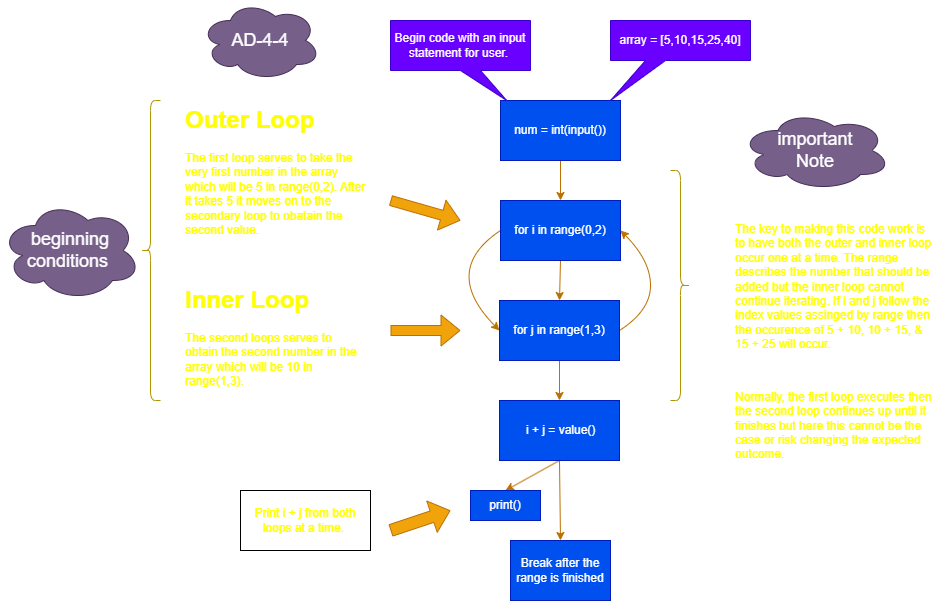 AD-4-4
Begin code with an input
statement for user.
array = [5,10,15,25,40]
num = int(input())
Outer Loop
The first loop serves to take the
very first number in the array
which will be 5 in range(0,2). After
it takes 5 it moves on to the
secondary loop to obatain the
second value.
for i in range(0,2)
important
Note
beginning
conditions
The key to making this code work is
to have both the outer and inner loop
occur one at a time. The range
describes the number that should be
added but the inner loop cannot
continue iterating. If i and j follow the
index values assinged by range then
the occurence of 5 + 10, 10 + 15, &
15 + 25 will occur.
Inner Loop
The second loops serves to
obtain the second number in the
array which will be 10 in
range(1,3).
for j in range(1,3)
Normally, the first loop executes then
the second loop continues up until it
finishes but here this cannot be the
case or risk changing the expected
outcome.
i + j = value()
Print i + j from both
loops at a time.
print()
Break after the
range is finished